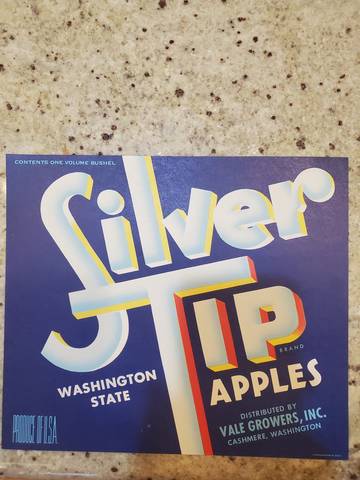 CONTENTS ONE VOLUME BUSHEL
Silver
TIP
BRAND
APPLES
WASHINGTON
STATE
DISTRIBUTED BY
VALE GROWERS, INC.
CASHMERE, WASHINGTON
PRODUCE OF U.S.A.